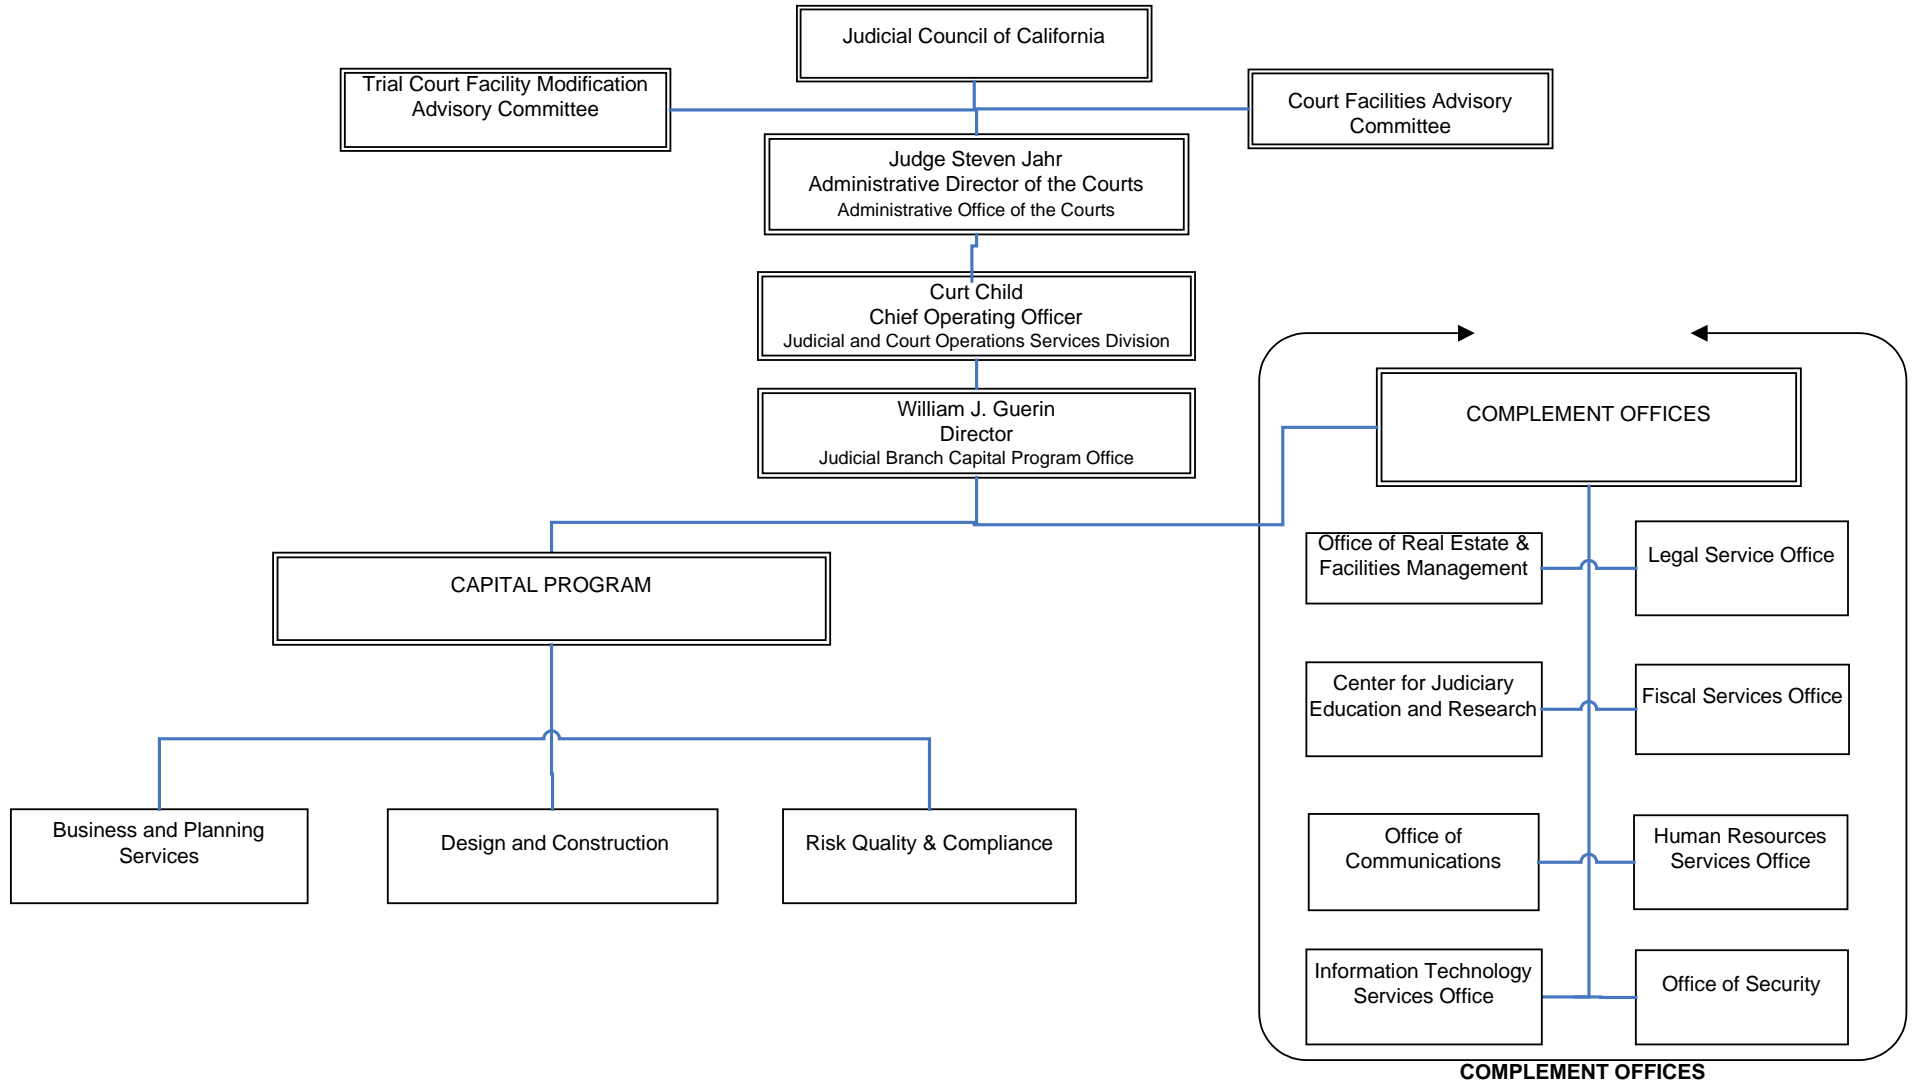 Judicial Council of California
Trial Court Facility Modification
Advisory Committee
Court Facilities Advisory
Committee
Judge Steven Jahr
Administrative Director of the Courts
Administrative Office of the Courts
Curt Child
Chief Operating Officer
Judicial and Court Operations Services Division
William J. Guerin
Director
Judicial Branch Capital Program Office
COMPLEMENT OFFICES
CAPITAL PROGRAM
Office of Real Estate &
Facilities Management
Legal Service Office
Center for Judiciary
Education and Research
Fiscal Services Office
Business and Planning
Services
Design and Construction
Risk Quality & Compliance
Office of
Communications
Human Resources
Services Office
Information Technology
Services Office
Office of Security
COMPLEMENT OFFICES